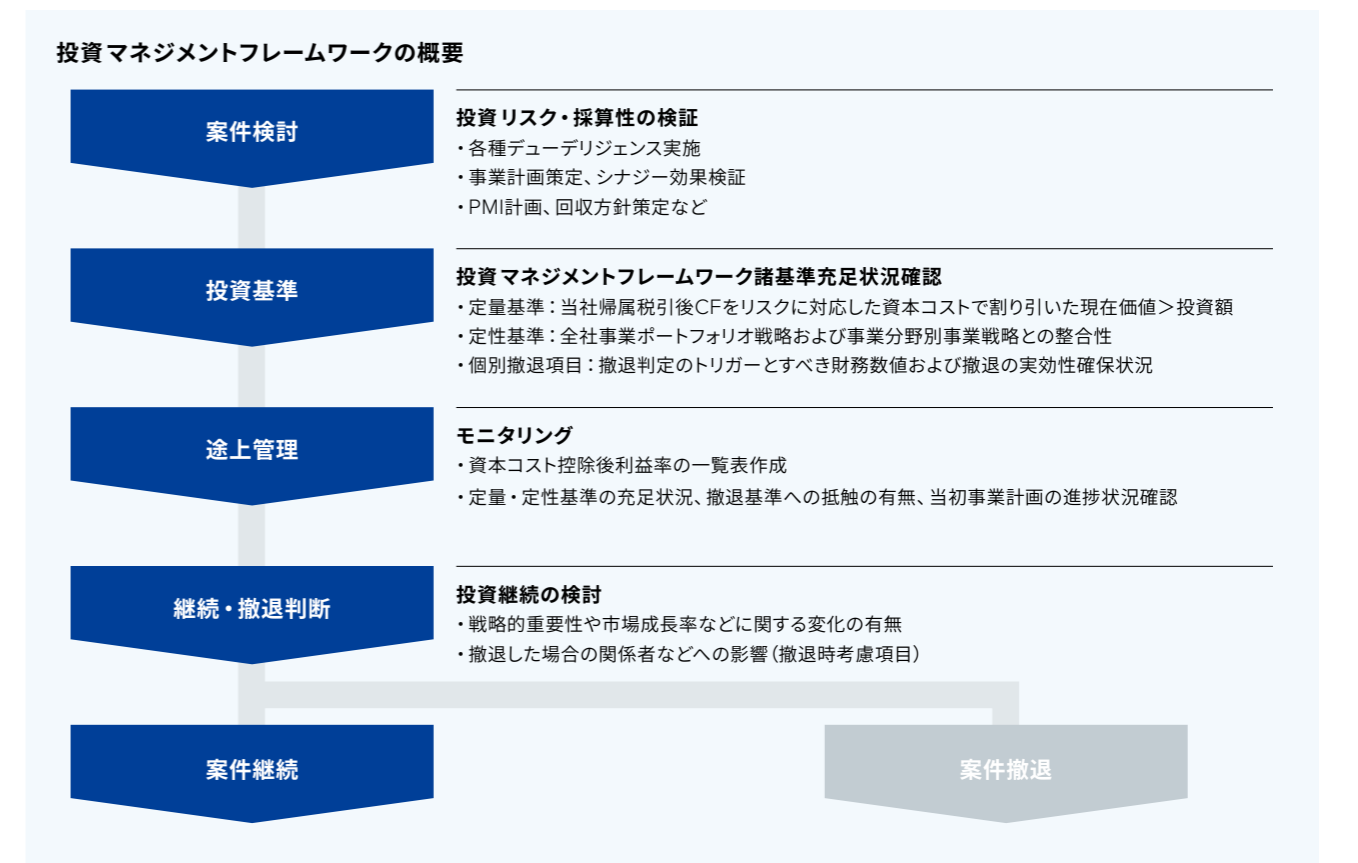 投資マネジメントフレームワークの概要
案件検討
投資リスク・採算性の検証
・各種デューデリジェンス実施
・事業計画策定、シナジー効果検証
・PMI計画、回収方針策定など
投資基準
投資マネジメントフレームワーク諸基準充足状況確認
・定量基準：当社帰属税引後CFをリスクに対応した資本コストで割り引いた現在価値＞投資額
・定性基準：全社事業ポートフォリオ戦略および事業分野別事業戦略との整合性
・個別撤退項目：撤退判定のトリガーとすべき財務数値および撤退の実効性確保状況
途上管理
モニタリング
・資本コスト控除後利益率の一覧表作成
・定量・定性基準の充足状況、撤退基準への抵触の有無、当初事業計画の進捗状況確認
継続・撤退判断
投資継続の検討
・戦略的重要性や市場成長率などに関する変化の有無
・撤退した場合の関係者などへの影響（撤退時考慮項目）
案件継続
案件撤退